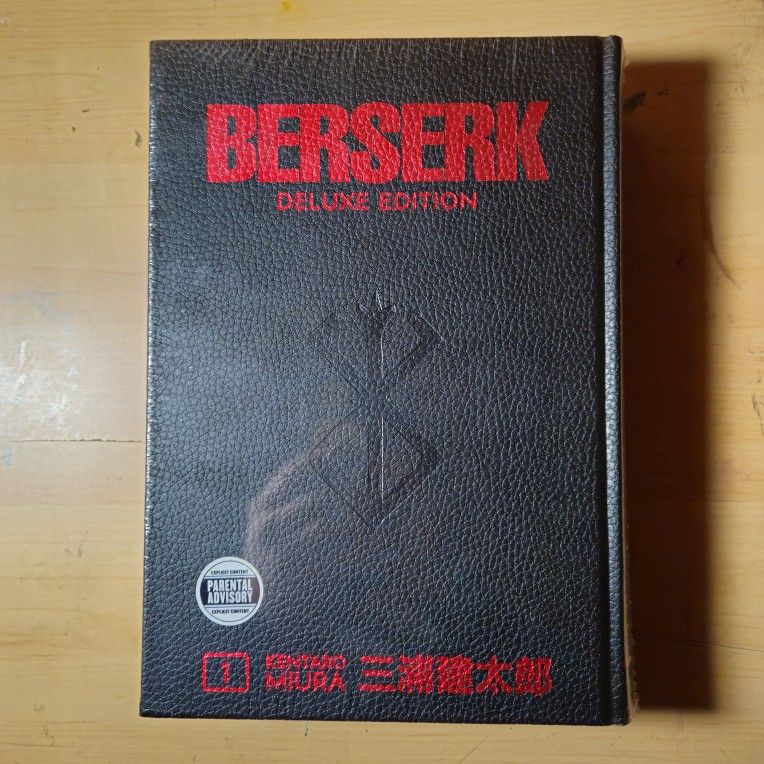 BERSERK
DELUXE EDITION
EXPLICIT CONTENT
PARENTAL
ADVISORY
EXPLICIT CONTENT
1
KENTARO
MIURA
三浦建太郎